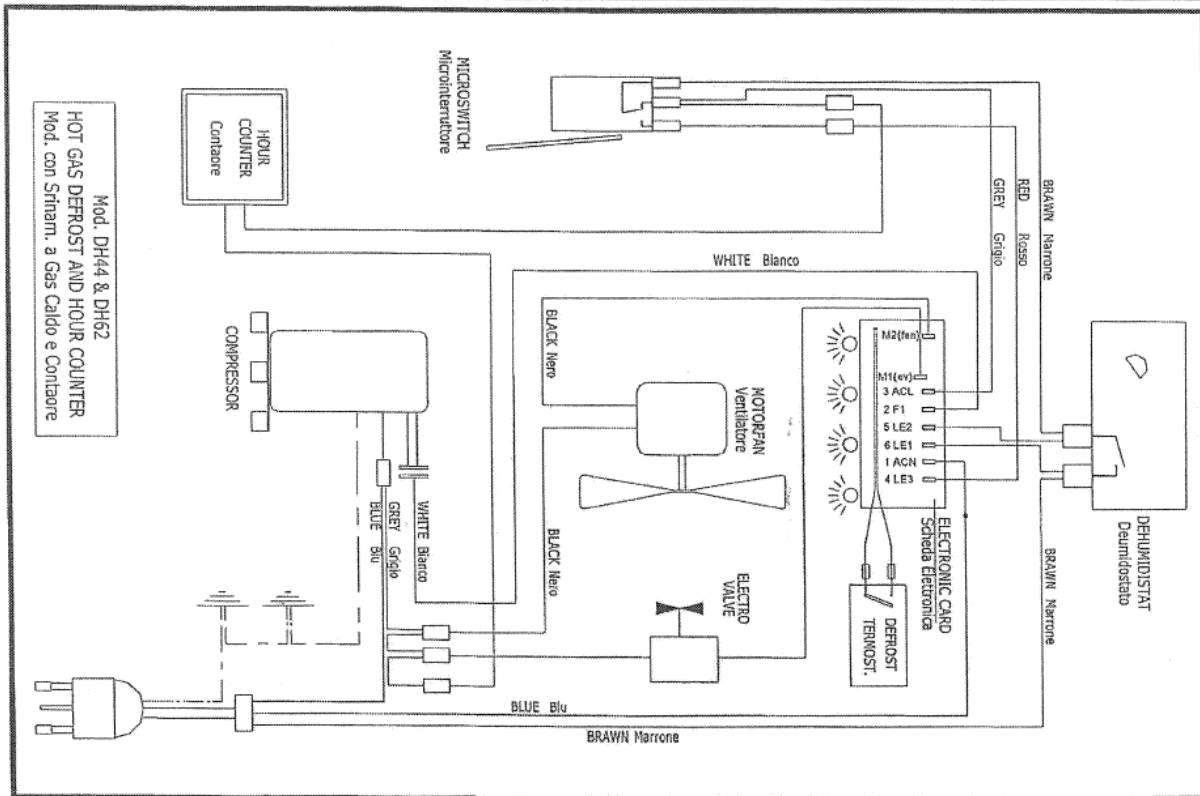 MICROSWITCH
Microinterruttore
HOUR
COUNTER
Contaore
Mod. DH44 & DH62
HOT GAS DEFROST AND HOUR COUNTER
Mod. con Srinam. a Gas Caldo e Contaore
COMPRESSOR
BRAWN Marrone
RED Rosso
GREY Grigio
WHITE Bianco
BLACK Nero
MOTORFAN
Ventilatore
M2(fan)
M1(ev)
3 ACL
2 F1
5 LE2
6 LE1
1 ACN
4 LE3
ELECTRONIC CARD
Scheda Elettronica
DEHUMIDISTAT
Deumidostato
DEFROST
TERMOST.
BRAWN Marrone
WHITE Bianco
GREY Grigio
BLUE Blu
BLACK Nero
ELECTRO
VALVE
BLUE Blu
BRAWN Marrone